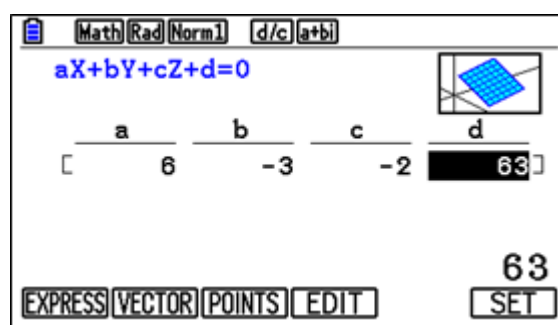 Math Rad Norm1 d/c a+bi
aX+bY+cZ+d=0
a b c d
[ 6 -3 -2 63 ]
63
EXPRESS VECTOR POINTS EDIT SET